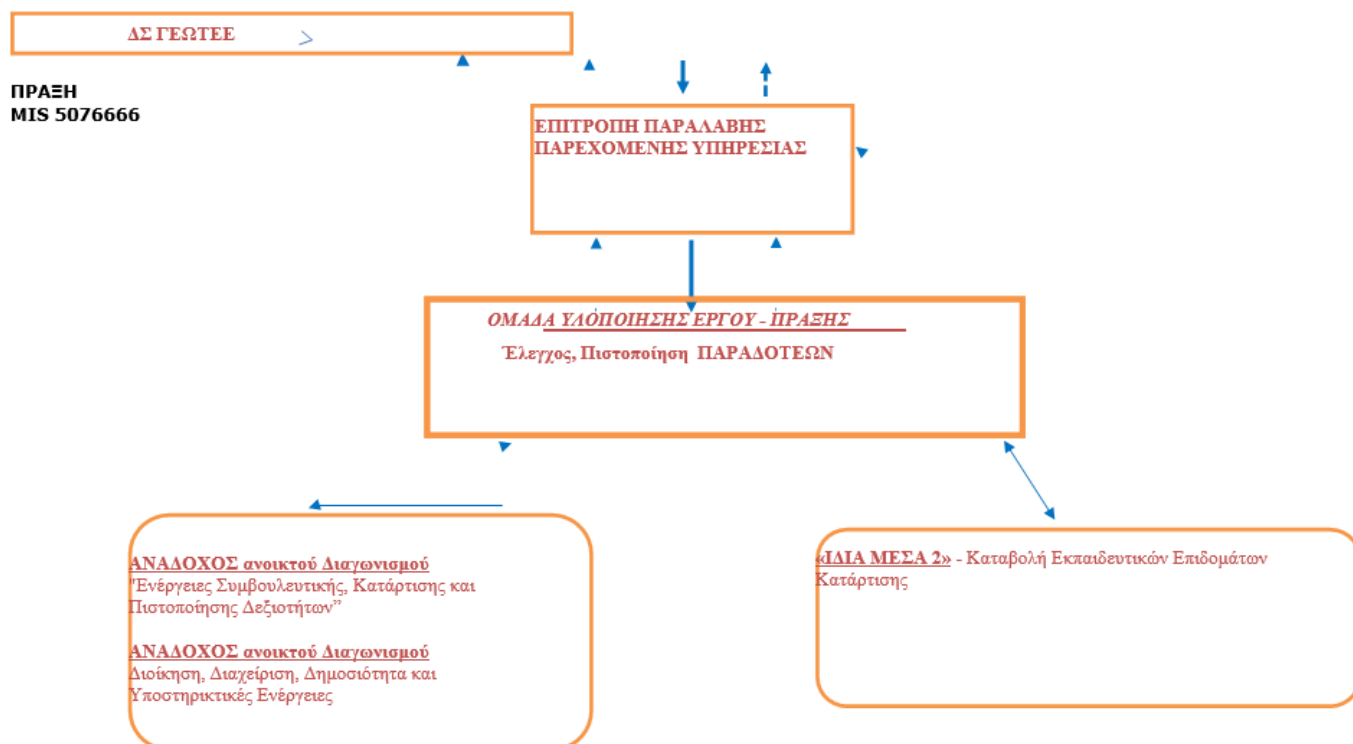 ΔΣ ΓΕΩΤΕΕ
ΠΡΑΞΗ
MIS 5076666
ΕΠΙΤΡΟΠΗ ΠΑΡΑΛΑΒΗΣ
ΠΑΡΕΧΟΜΕΝΗΣ ΥΠΗΡΕΣΙΑΣ
ΟΜΑΔΑ ΥΛΟΠΟΙΗΣΗΣ ΕΡΓΟΥ - ΠΡΑΞΗΣ
Έλεγχος, Πιστοποίηση ΠΑΡΑΔΟΤΕΩΝ
ΑΝΑΔΟΧΟΣ ανοικτού Διαγωνισμού
"Ενέργειες Συμβουλευτικής, Κατάρτισης και
Πιστοποίησης Δεξιοτήτων”
ΑΝΑΔΟΧΟΣ ανοικτού Διαγωνισμού
Διοίκηση, Διαχείριση, Δημοσιότητα και
Υποστηρικτικές Ενέργειες
«ΙΔΙΑ ΜΕΣΑ 2» - Καταβολή Εκπαιδευτικών Επιδομάτων
Κατάρτισης